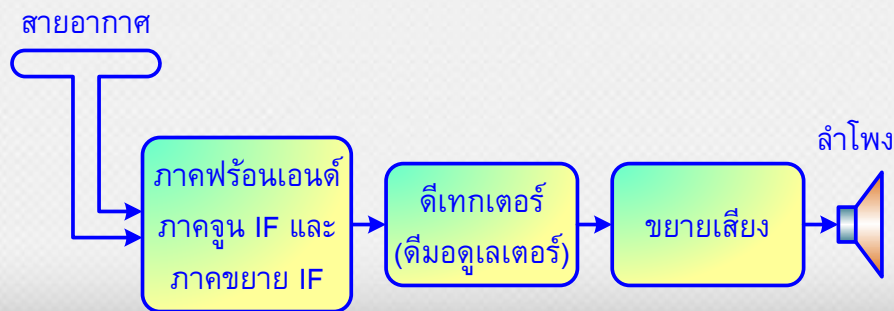 สายอากาศ
ลำโพง
ภาคฟร้อนเอนด์
ภาคจูน IF และ
ภาคขยาย IF
ดีเทกเตอร์
(ดีมอดูเลเตอร์)
ขยายเสียง